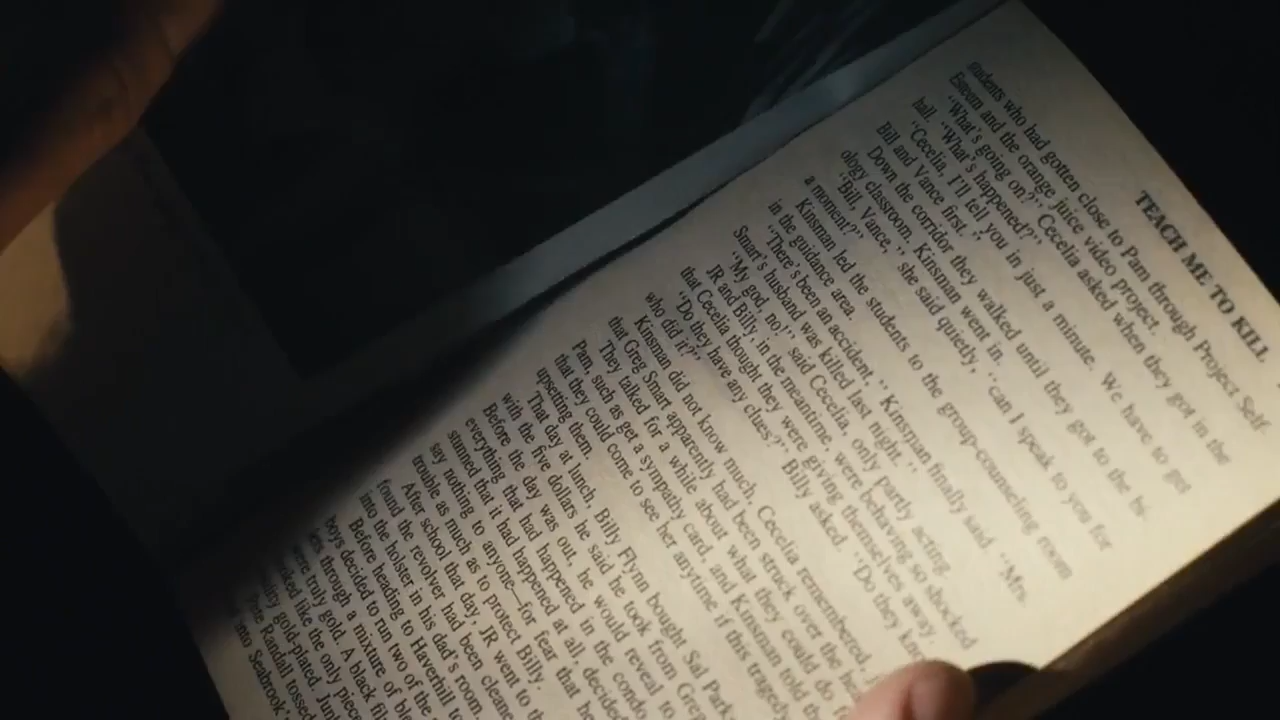 TEACH ME TO KILL
students who had gotten close to Pam through Project Self
Esteem and the orange juice video project.
"What's going on?" Cecelia asked when they got in the
hall. "What's happened?"
"Cecelia, I'll tell you in just a minute. We have to get
Bill and Vance first."
Down the corridor they walked until they got to the bi-
ology classroom. Kinsman went in.
"Bill, Vance," she said quietly, "can I speak to you for
a moment?"
Kinsman led the students to the group-counseling room
in the guidance area.
"There's been an accident," Kinsman finally said. "Mrs.
Smart's husband was killed last night."
"My god, no!" said Cecelia, only partly acting.
JR and Billy, in the meantime, were behaving so shocked
that Cecelia thought they were giving themselves away.
"Do they have any clues?" Billy asked. "Do they
who did it?"
Kinsman did not know much, Cecelia remembered,
that Greg Smart apparently had been struck over the
They talked for a while about what they could do
Pam, such as get a sympathy card, and Kinsman told
that they could come to see her anytime if this tragedy
upsetting them.
That day at lunch, Billy Flynn bought Sal
with the five dollars he said he took from
Before the day was out, he would reveal to
everything that had happened in the
stunned that it had happened at all,
say nothing to anyone—for fear that
trouble as much as to protect Billy.
After school that day, JR went to
found the revolver had been
into the holster in his dad's room.
Before heading to Haverhill
boys decided to run two of the
through a mixture of
were truly gold. A black
like the only
gold-plated.
Randall tossed
into Seabrook